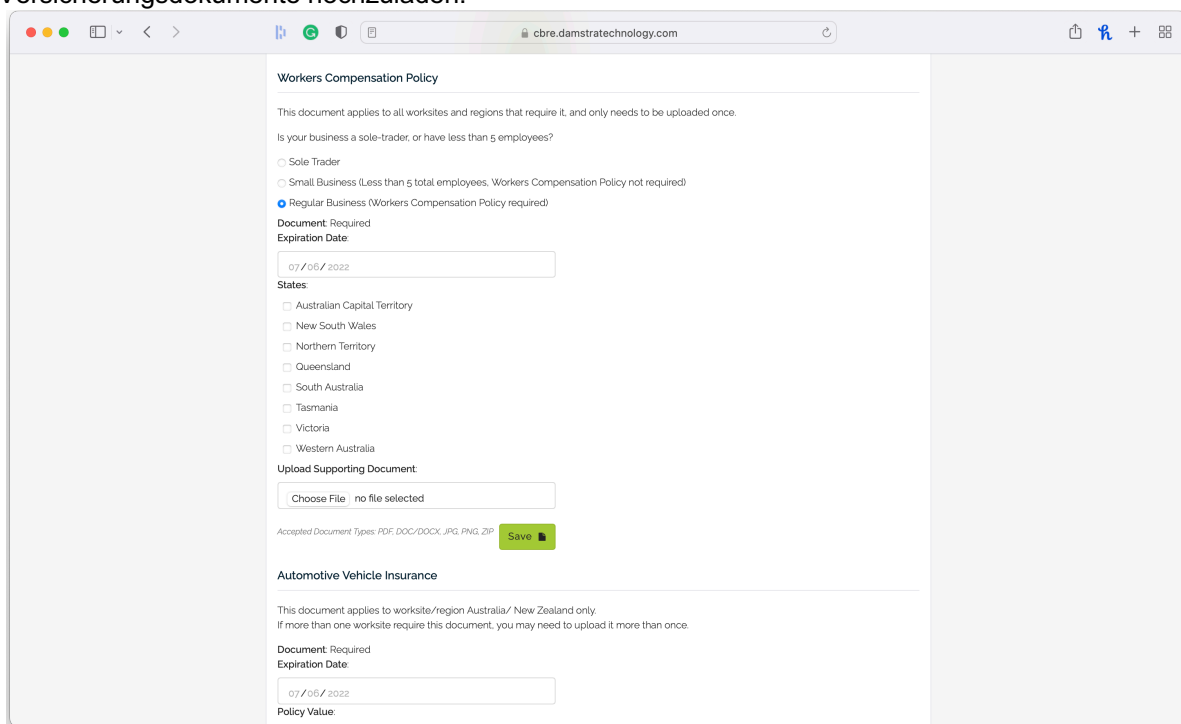 Versicherungsdokumente hochzuladen.
cbre.damstratechnology.com
Workers Compensation Policy
This document applies to all worksites and regions that require it, and only needs to be uploaded once.
Is your business a sole-trader, or have less than 5 employees?
Sole Trader
Small Business (Less than 5 total employees, Workers Compensation Policy not required)
Regular Business (Workers Compensation Policy required)
Document: Required
Expiration Date:
07/06/2022
States:
Australian Capital Territory
New South Wales
Northern Territory
Queensland
South Australia
Tasmania
Victoria
Western Australia
Upload Supporting Document:
Choose File no file selected
Accepted Document Types: PDF, DOC/DOCX, JPG, PNG, ZIP Save
Automotive Vehicle Insurance
This document applies to worksite/region Australia/ New Zealand only.
If more than one worksite require this document, you may need to upload it more than once.
Document: Required
Expiration Date:
07/06/2022
Policy Value: